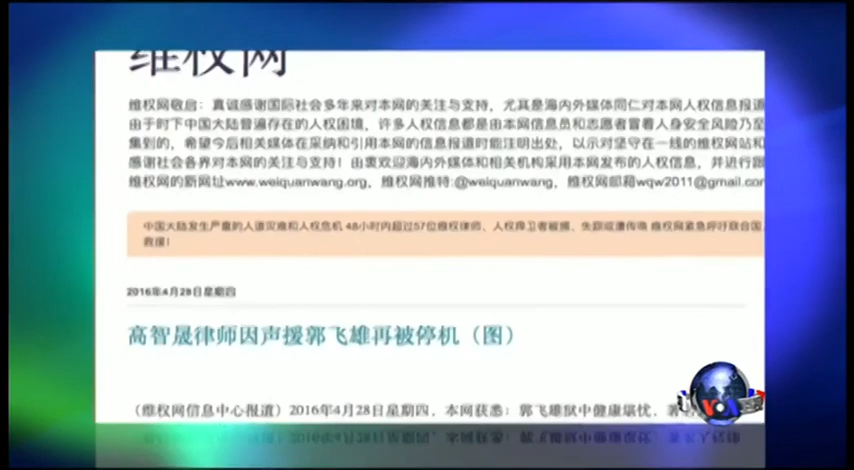 维权网
维权网敬启：真诚感谢国际社会多年来对本网的关注与支持，尤其是海内外媒体同仁对本网人权信息报道
由于时下中国大陆普遍存在的人权困境，许多人权信息都是由本网信息员和志愿者冒着人身安全风险乃至
集到的，希望今后相关媒体在采纳和引用本网的信息报道时能注明出处，以示对坚守在一线的维权网站和
感谢社会各界对本网的关注与支持！由衷欢迎海内外媒体和相关机构采用本网发布的人权信息，并进行跟
维权网的新网址www.weiquanwang.org，维权网推特:@weiquanwang，维权网邮箱wqw2011@gmail.com
中国大陆发生严重的人道灾难和人权危机 48小时内超过57位维权律师、人权捍卫者被捕、失踪或遭传唤 维权网紧急呼吁联合国
救援！
2016年4月28日星期四
高智晟律师因声援郭飞雄再被停机（图）
（维权网信息中心报道）2016年4月28日星期四，本网获悉：郭飞雄狱中健康堪忧，著
VOA